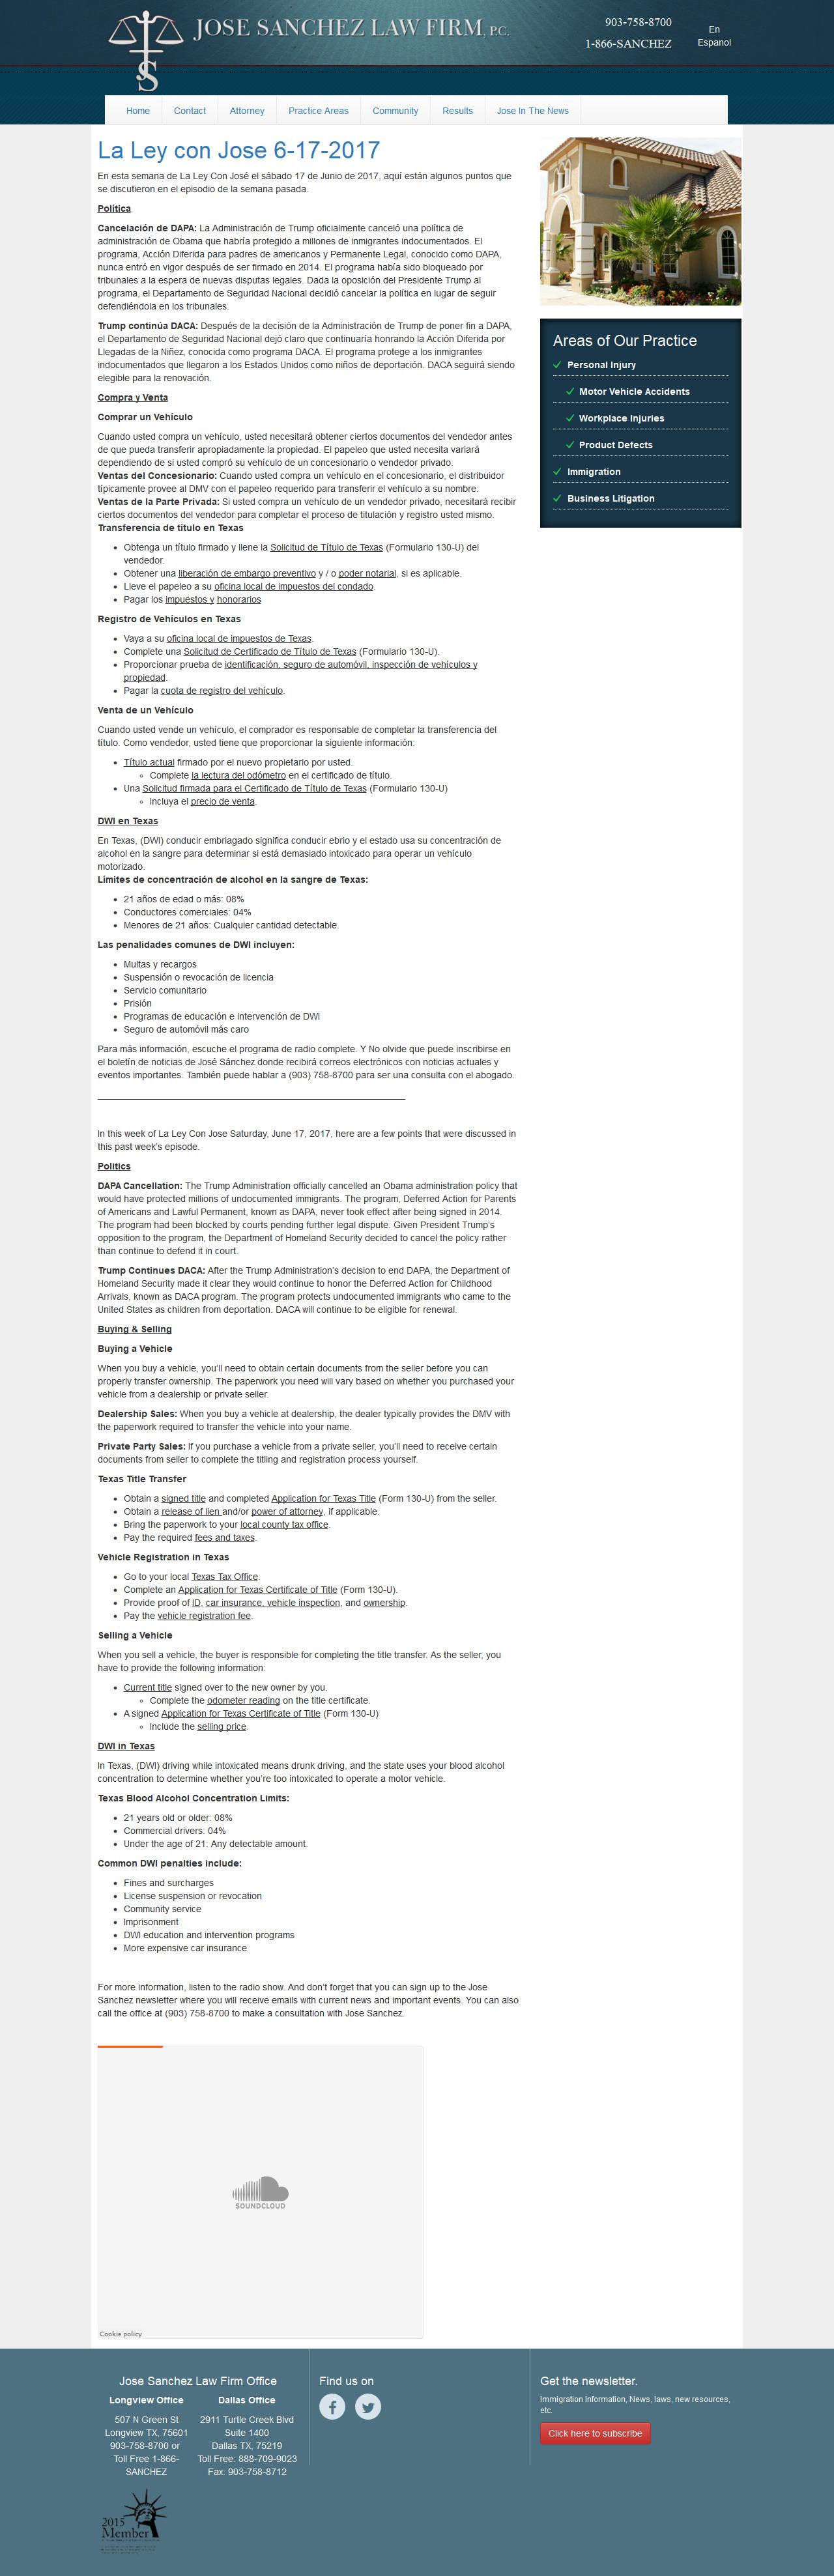 JOSE SANCHEZ LAW FIRM, P.C.
903-758-8700
1-866-SANCHEZ
En
Espanol
Home Contact Attorney Practice Areas Community Results Jose In The News
La Ley con Jose 6-17-2017
En esta semana de La Ley Con José el sábado 17 de Junio de 2017, aquí están algunos puntos que
se discutieron en el episodio de la semana pasada.
Política
Cancelación de DAPA: La Administración de Trump oficialmente canceló una política de
administración de Obama que habría protegido a millones de inmigrantes indocumentados. El
programa, Acción Diferida para padres de americanos y Permanente Legal, conocido como DAPA,
nunca entró en vigor después de ser firmado en 2014. El programa había sido bloqueado por
tribunales a la espera de nuevas disputas legales. Dada la oposición del Presidente Trump al
programa, el Departamento de Seguridad Nacional decidió cancelar la política en lugar de seguir
defendiéndola en los tribunales.
Trump continúa DACA: Después de la decisión de la Administración de Trump de poner fin a DAPA,
el Departamento de Seguridad Nacional dejó claro que continuaría honrando la Acción Diferida por
Llegadas de la Niñez, conocida como programa DACA. El programa protege a los inmigrantes
indocumentados que llegaron a los Estados Unidos como niños de deportación. DACA seguirá siendo
elegible para la renovación.
Compra y Venta
Comprar un Vehículo
Cuando usted compra un vehículo, usted necesitará obtener ciertos documentos del vendedor antes
de que pueda transferir apropiadamente la propiedad. El papeleo que usted necesita variará
dependiendo de si usted compró su vehículo de un concesionario o vendedor privado.
Ventas del Concesionario: Cuando usted compra un vehículo en el concesionario, el distribuidor
típicamente provee al DMV con el papeleo requerido para transferir el vehículo a su nombre.
Ventas de la Parte Privada: Si usted compra un vehículo de un vendedor privado, necesitará recibir
ciertos documentos del vendedor para completar el proceso de titulación y registro usted mismo.
Transferencia de título en Texas
Obtenga un título firmado y llene la Solicitud de Título de Texas (Formulario 130-U) del
vendedor.
Obtener una liberación de embargo preventivo y / o poder notarial, si es aplicable.
Lleve el papeleo a su oficina local de impuestos del condado.
Pagar los impuestos y honorarios
Registro de Vehículos en Texas
Vaya a su oficina local de impuestos de Texas.
Complete una Solicitud de Certificado de Título de Texas (Formulario 130-U).
Proporcionar prueba de identificación, seguro de automóvil, inspección de vehículos y
propiedad.
Pagar la cuota de registro del vehículo.
Venta de un Vehículo
Cuando usted vende un vehículo, el comprador es responsable de completar la transferencia del
título. Como vendedor, usted tiene que proporcionar la siguiente información:
Título actual firmado por el nuevo propietario por usted.
Complete la lectura del odómetro en el certificado de título.
Una Solicitud firmada para el Certificado de Título de Texas (Formulario 130-U)
Incluya el precio de venta.
DWI en Texas
En Texas, (DWI) conducir embriagado significa conducir ebrio y el estado usa su concentración de
alcohol en la sangre para determinar si está demasiado intoxicado para operar un vehículo
motorizado.
Límites de concentración de alcohol en la sangre de Texas:
21 años de edad o más: 08%
Conductores comerciales: 04%
Menores de 21 años: Cualquier cantidad detectable.
Las penalidades comunes de DWI incluyen:
Multas y recargos
Suspensión o revocación de licencia
Servicio comunitario
Prisión
Programas de educación e intervención de DWI
Seguro de automóvil más caro
Para más información, escuche el programa de radio complete. Y No olvide que puede inscribirse en
el boletín de noticias de José Sánchez donde recibirá correos electrónicos con noticias actuales y
eventos importantes. También puede hablar a (903) 758-8700 para ser una consulta con el abogado.
In this week of La Ley Con Jose Saturday, June 17, 2017, here are a few points that were discussed in
this past week's episode.
Politics
DAPA Cancellation: The Trump Administration officially cancelled an Obama administration policy that
would have protected millions of undocumented immigrants. The program, Deferred Action for Parents
of Americans and Lawful Permanent, known as DAPA, never took effect after being signed in 2014.
The program had been blocked by courts pending further legal dispute. Given President Trump's
opposition to the program, the Department of Homeland Security decided to cancel the policy rather
than continue to defend it in court.
Trump Continues DACA: After the Trump Administration's decision to end DAPA, the Department of
Homeland Security made it clear they would continue to honor the Deferred Action for Childhood
Arrivals, known as DACA program. The program protects undocumented immigrants who came to the
United States as children from deportation. DACA will continue to be eligible for renewal.
Buying & Selling
Buying a Vehicle
When you buy a vehicle, you'll need to obtain certain documents from the seller before you can
properly transfer ownership. The paperwork you need will vary based on whether you purchased your
vehicle from a dealership or private seller.
Dealership Sales: When you buy a vehicle at dealership, the dealer typically provides the DMV with
the paperwork required to transfer the vehicle into your name.
Private Party Sales: If you purchase a vehicle from a private seller, you'll need to receive certain
documents from seller to complete the titling and registration process yourself.
Texas Title Transfer
Obtain a signed title and completed Application for Texas Title (Form 130-U) from the seller.
Obtain a release of lien and/or power of attorney, if applicable.
Bring the paperwork to your local county tax office.
Pay the required fees and taxes.
Vehicle Registration in Texas
Go to your local Texas Tax Office.
Complete an Application for Texas Certificate of Title (Form 130-U).
Provide proof of ID, car insurance, vehicle inspection, and ownership.
Pay the vehicle registration fee.
Selling a Vehicle
When you sell a vehicle, the buyer is responsible for completing the title transfer. As the seller, you
have to provide the following information:
Current title signed over to the new owner by you.
Complete the odometer reading on the title certificate.
A signed Application for Texas Certificate of Title (Form 130-U)
Include the selling price.
DWI in Texas
In Texas, (DWI) driving while intoxicated means drunk driving, and the state uses your blood alcohol
concentration to determine whether you're too intoxicated to operate a motor vehicle.
Texas Blood Alcohol Concentration Limits:
21 years old or older: 08%
Commercial drivers: 04%
Under the age of 21: Any detectable amount.
Common DWI penalties include:
Fines and surcharges
License suspension or revocation
Community service
Imprisonment
DWI education and intervention programs
More expensive car insurance
For more information, listen to the radio show. And don't forget that you can sign up to the Jose
Sanchez newsletter where you will receive emails with current news and important events. You can also
call the office at (903) 758-8700 to make a consultation with Jose Sanchez.
SOUNDCLOUD
Cookie policy
Areas of Our Practice
Personal Injury
Motor Vehicle Accidents
Workplace Injuries
Product Defects
Immigration
Business Litigation
Jose Sanchez Law Firm Office
Longview Office
507 N Green St
Longview TX, 75601
903-758-8700 or
Toll Free 1-866-
SANCHEZ
Dallas Office
2911 Turtle Creek Blvd
Suite 1400
Dallas TX, 75219
Toll Free: 888-709-9023
Fax: 903-758-8712
2015
Member
Find us on
Get the newsletter.
Immigration Information, News, laws, new resources,
etc.
Click here to subscribe